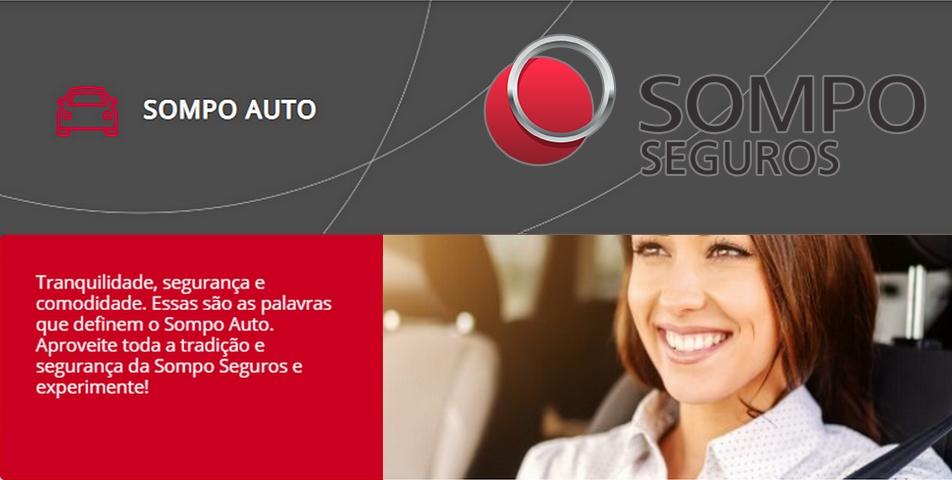 SOMPO AUTO
SOMPO
SEGUROS
Tranquilidade, segurança e
comodidade. Essas são as palavras
que definem o Sompo Auto.
Aproveite toda a tradição e
segurança da Sompo Seguros e
experimente!